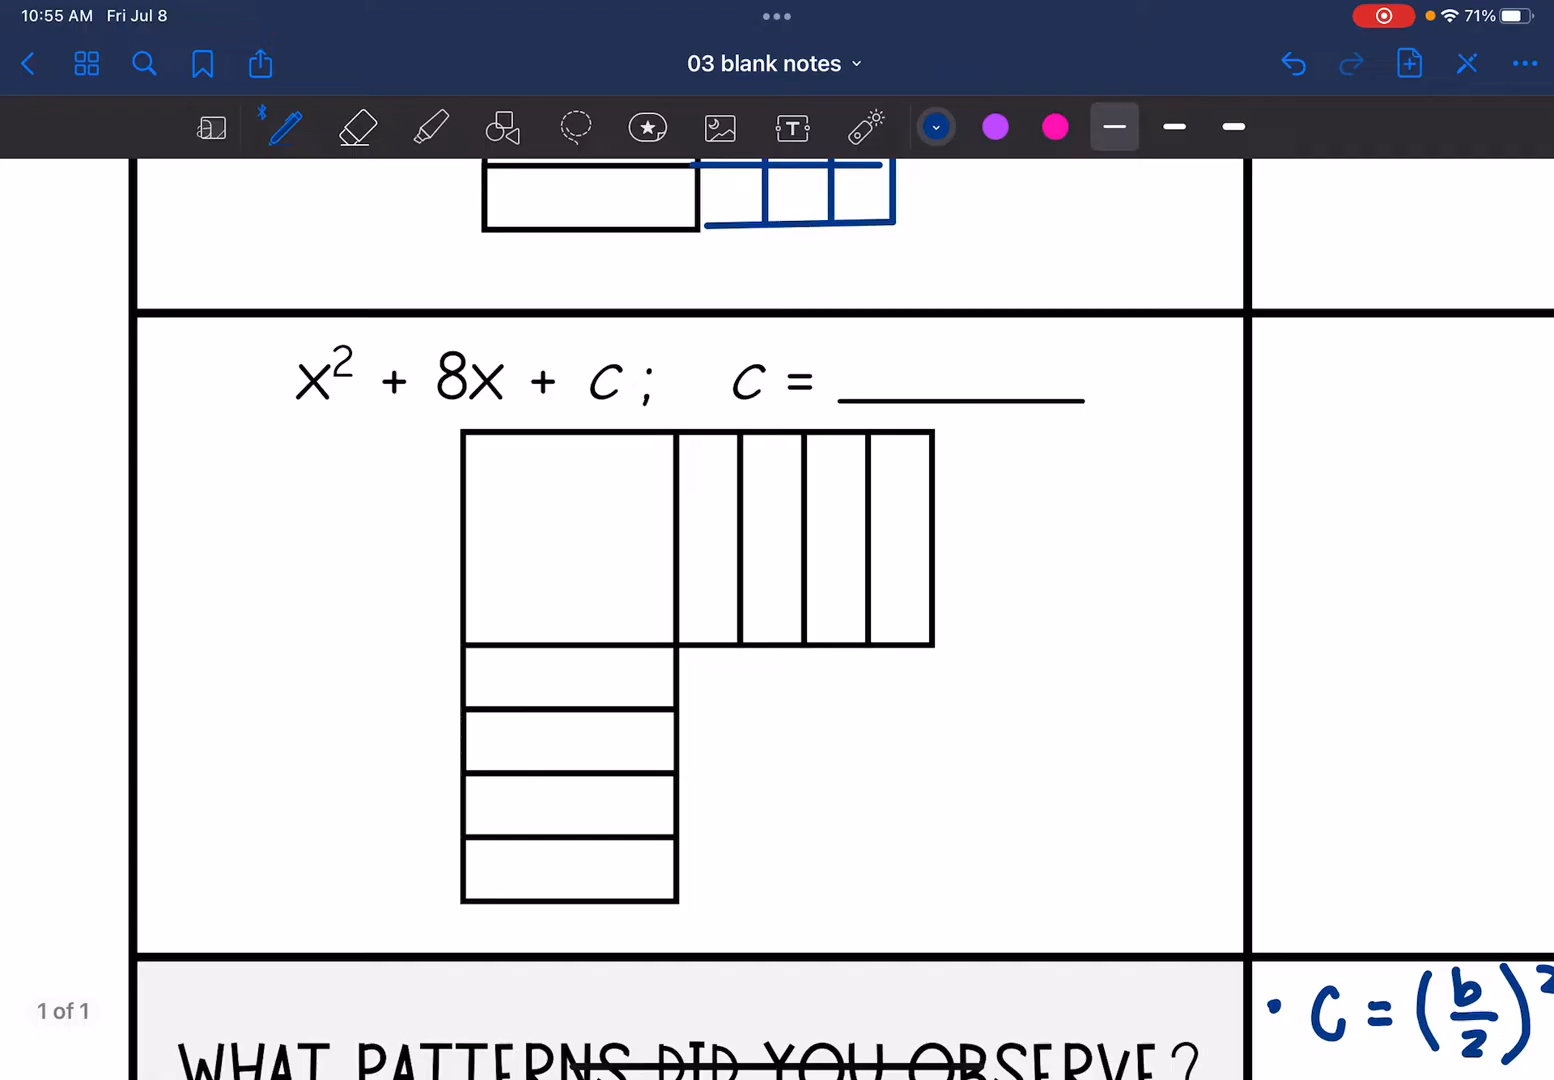 10:55 AM Fri Jul 8
71%
03 blank notes
T
x² + 8x + c ; c = ______
1 of 1
• C = (b/2)²
WHAT PATTERNS DID YOU OBSERVE?